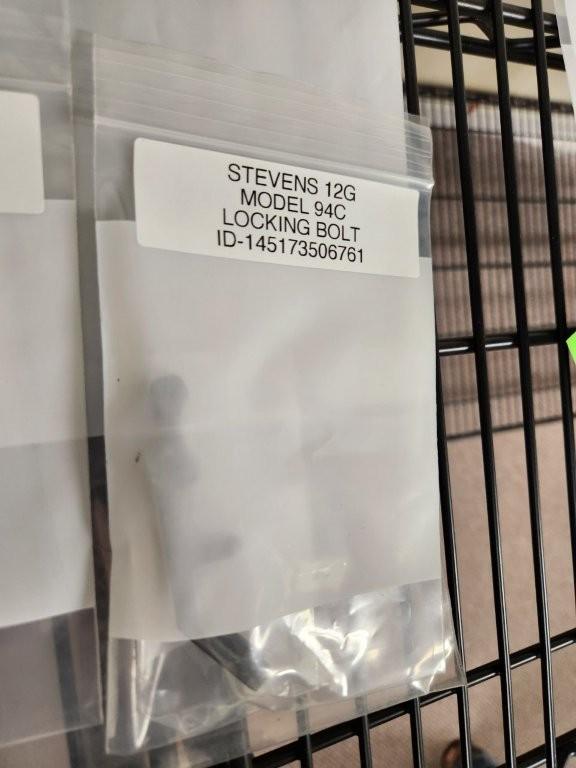 STEVENS 12G
MODEL 94C
LOCKING BOLT
ID-145173506761